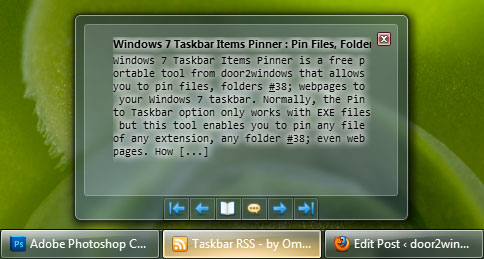 Windows 7 Taskbar Items Pinner : Pin Files, Folder
Windows 7 Taskbar Items Pinner is a free p
ortable tool from door2windows that allows
you to pin files, folders #38; webpages to
your Windows 7 taskbar. Normally, the Pin
to Taskbar option only works with EXE files
but this tool enables you to pin any file
of any extension, any folder #38; even web
pages. How [...]
Ps Adobe Photoshop C... Taskbar RSS - by Om... Edit Post ‹ door2win...